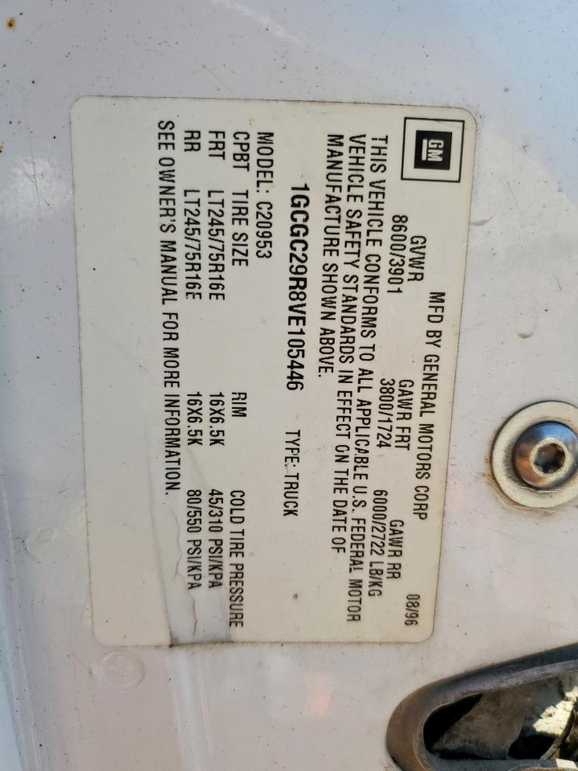 GM
MFD BY GENERAL MOTORS CORP 08/96
GVWR GAWR FRT GAWR RR
8600/3901 3800/1724 6000/2722 LB/KG
THIS VEHICLE CONFORMS TO ALL APPLICABLE U.S. FEDERAL MOTOR
VEHICLE SAFETY STANDARDS IN EFFECT ON THE DATE OF
MANUFACTURE SHOWN ABOVE.
1GCGC29R8VE105446 TYPE: TRUCK
MODEL: C20953
CPBT TIRE SIZE RIM COLD TIRE PRESSURE
FRT LT245/75R16E 16X6.5K 45/310 PSI/KPA
RR LT245/75R16E 16X6.5K 80/550 PSI/KPA
SEE OWNER'S MANUAL FOR MORE INFORMATION.